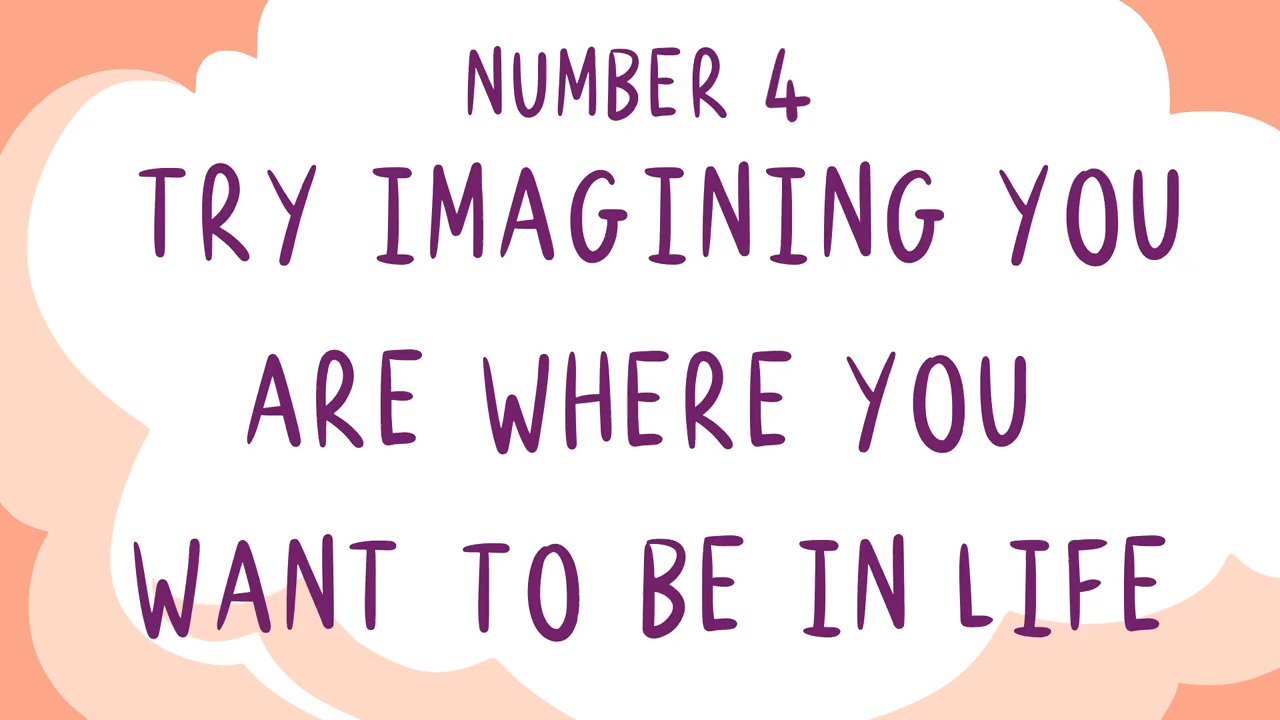 NUMBER 4
TRY IMAGINING YOU
ARE WHERE YOU
WANT TO BE IN LIFE